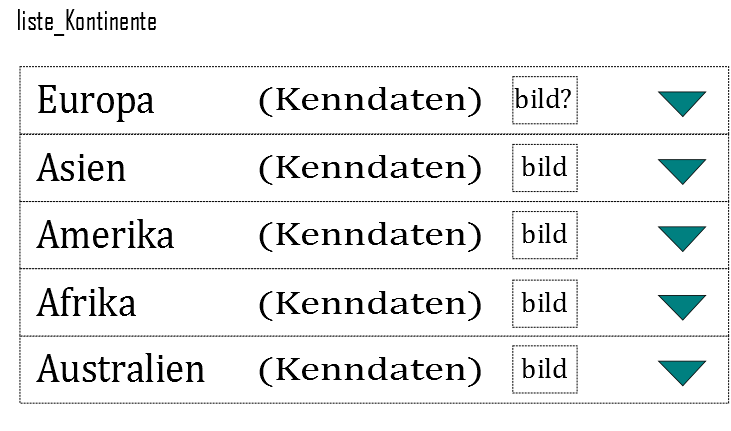 liste_Kontinente
Europa (Kenndaten) bild?
Asien (Kenndaten) bild
Amerika (Kenndaten) bild
Afrika (Kenndaten) bild
Australien (Kenndaten) bild